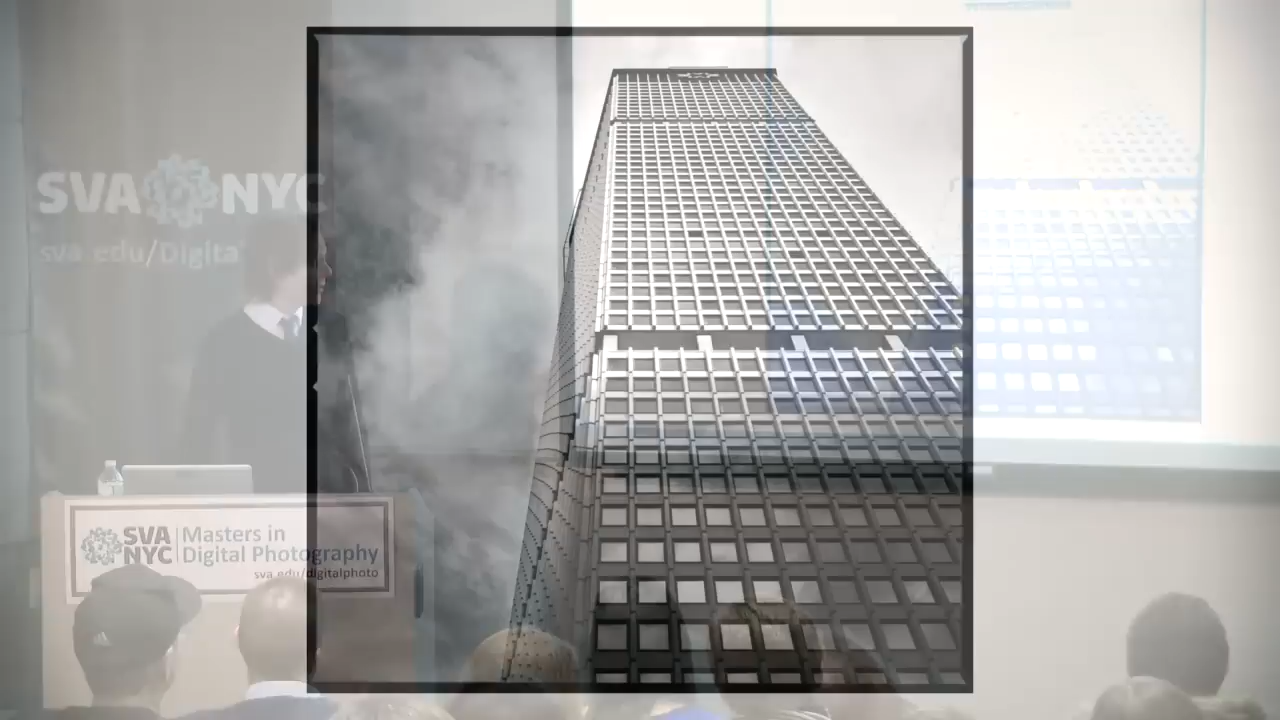 SVA NYC
sva.edu/Digita
SVA
NYC
Masters in
Digital Photography
sva.edu/digitalphoto